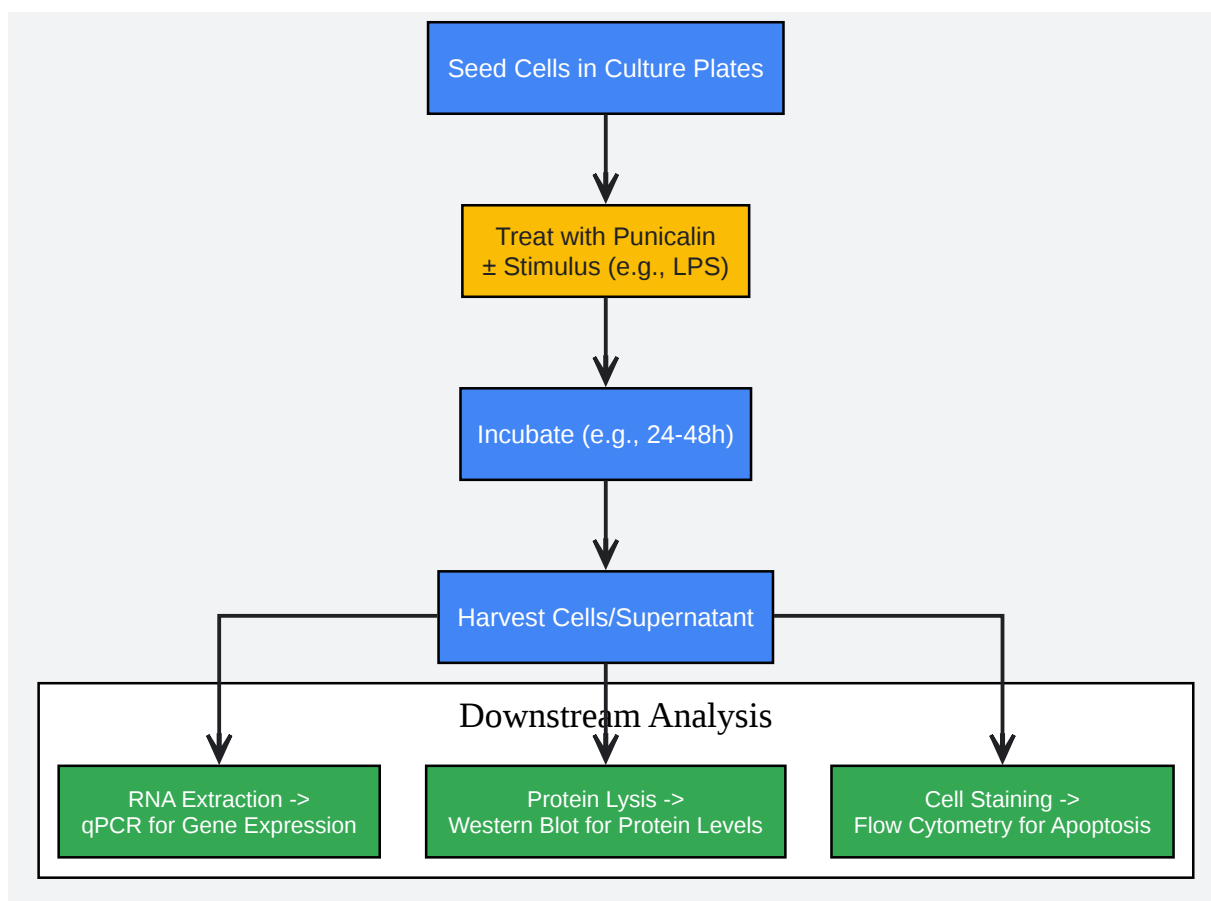 Seed Cells in Culture Plates
Treat with Punicalin
± Stimulus (e.g., LPS)
Incubate (e.g., 24-48h)
Harvest Cells/Supernatant
Downstream Analysis
RNA Extraction ->
qPCR for Gene Expression
Protein Lysis ->
Western Blot for Protein Levels
Cell Staining ->
Flow Cytometry for Apoptosis